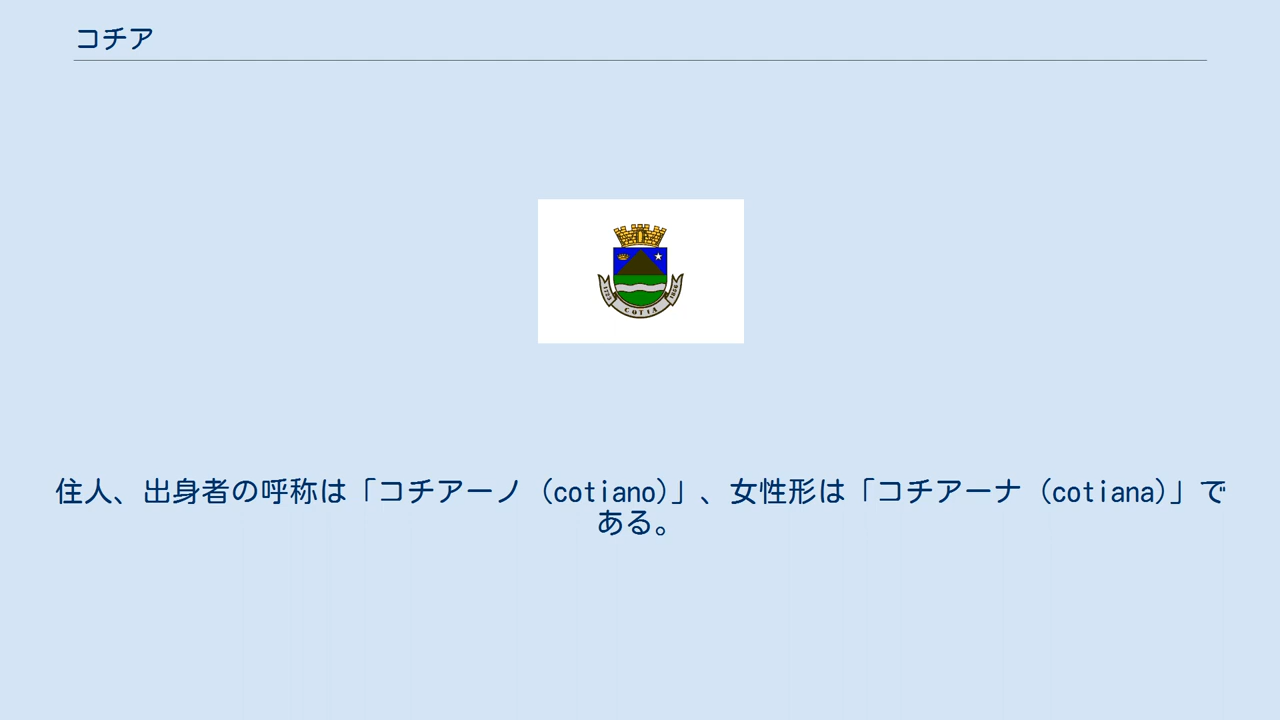 コチア
1723
COTIA
住人、出身者の呼称は「コチアーノ（cotiano)」、女性形は「コチアーナ（cotiana)」で
ある。